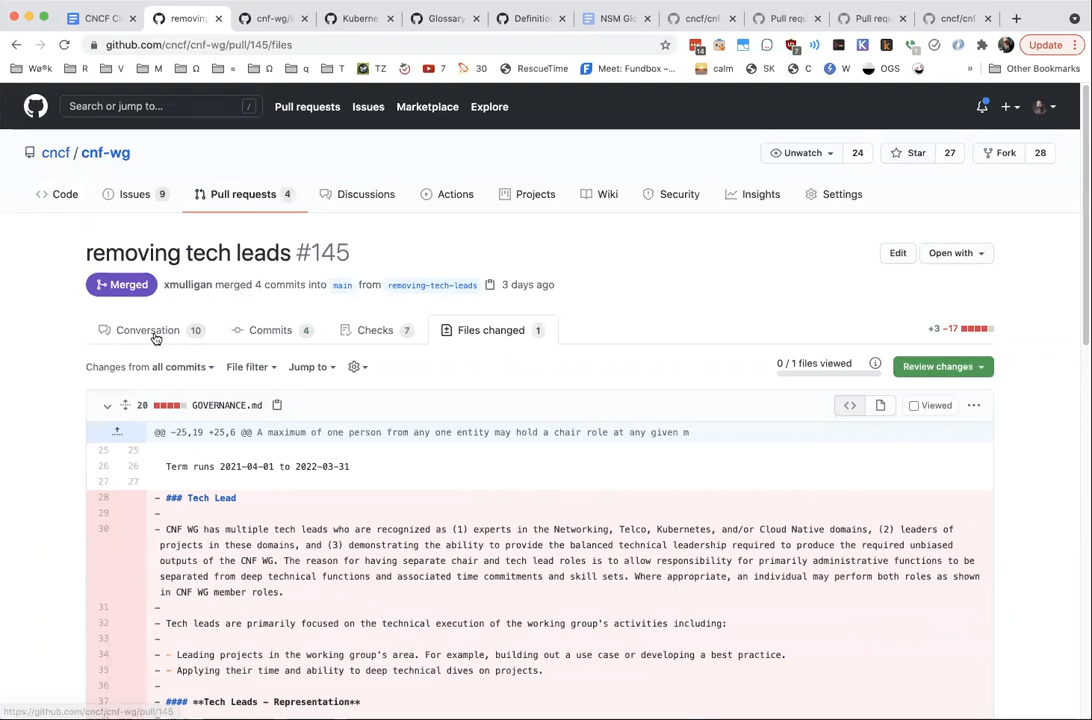 CNCF Cl
removing
cnf-wg/i
Kuberne
Glossary
Definition
NSM Glo
cncf/cnf
Pull requ
Pull requ
cncf/cnf
github.com/cncf/cnf-wg/pull/145/files
14
7
1
Update
Wø®k
R
V
M
Ω
≈
Ω
q
T
TZ
7
30
RescueTime
Meet: Fundbox –...
calm
SK
C
W
OGS
»
Other Bookmarks
Search or jump to...
/
Pull requests
Issues
Marketplace
Explore
cncf / cnf-wg
Unwatch 24
Star 27
Fork 28
Code
Issues 9
Pull requests 4
Discussions
Actions
Projects
Wiki
Security
Insights
Settings
removing tech leads #145
Edit
Open with
Merged
xmulligan merged 4 commits into main from removing-tech-leads 3 days ago
Conversation 10
Commits 4
Checks 7
Files changed 1
+3 −17
Changes from all commits
File filter
Jump to
0 / 1 files viewed
Review changes
20 GOVERNANCE.md
<>
Viewed
...
@@ -25,19 +25,6 @@ A maximum of one person from any one entity may hold a chair role at any given m
25 25
26 26 Term runs 2021-04-01 to 2022-03-31
27 27
28 - ### Tech Lead
29 -
30 - CNF WG has multiple tech leads who are recognized as (1) experts in the Networking, Telco, Kubernetes, and/or Cloud Native domains, (2) leaders of
projects in these domains, and (3) demonstrating the ability to provide the balanced technical leadership required to produce the required unbiased
outputs of the CNF WG. The reason for having separate chair and tech lead roles is to allow responsibility for primarily administrative functions to be
separated from deep technical functions and associated time commitments and skill sets. Where appropriate, an individual may perform both roles as shown
in CNF WG member roles.
31 -
32 - Tech leads are primarily focused on the technical execution of the working group's activities including:
33 -
34 - - Leading projects in the working group’s area. For example, building out a use case or developing a best practice.
35 - - Applying their time and ability to deep technical dives on projects.
36 -
37 - #### **Tech Leads - Representation**
https://github.com/cncf/cnf-wg/pull/145